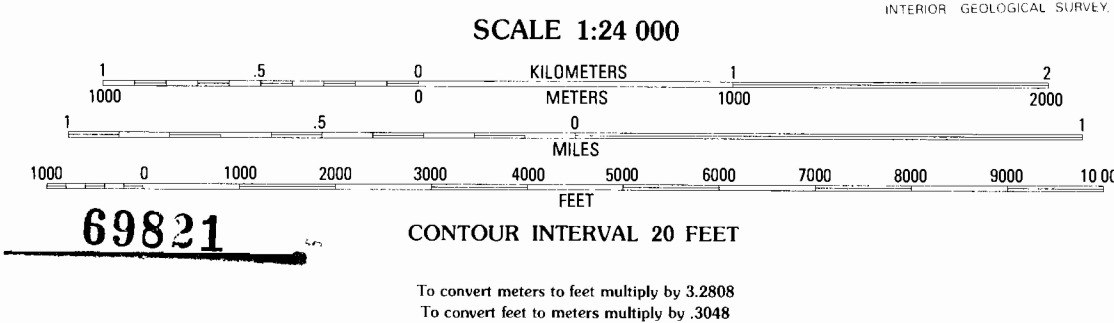 INTERIOR GEOLOGICAL SURVEY,
SCALE 1:24 000
1 .5 0 KILOMETERS 1 2
1000 0 METERS 1000 2000
1 .5 0 1
MILES
1000 0 1000 2000 3000 4000 5000 6000 7000 8000 9000 10 00
FEET
69821
CONTOUR INTERVAL 20 FEET
To convert meters to feet multiply by 3.2808
To convert feet to meters multiply by .3048